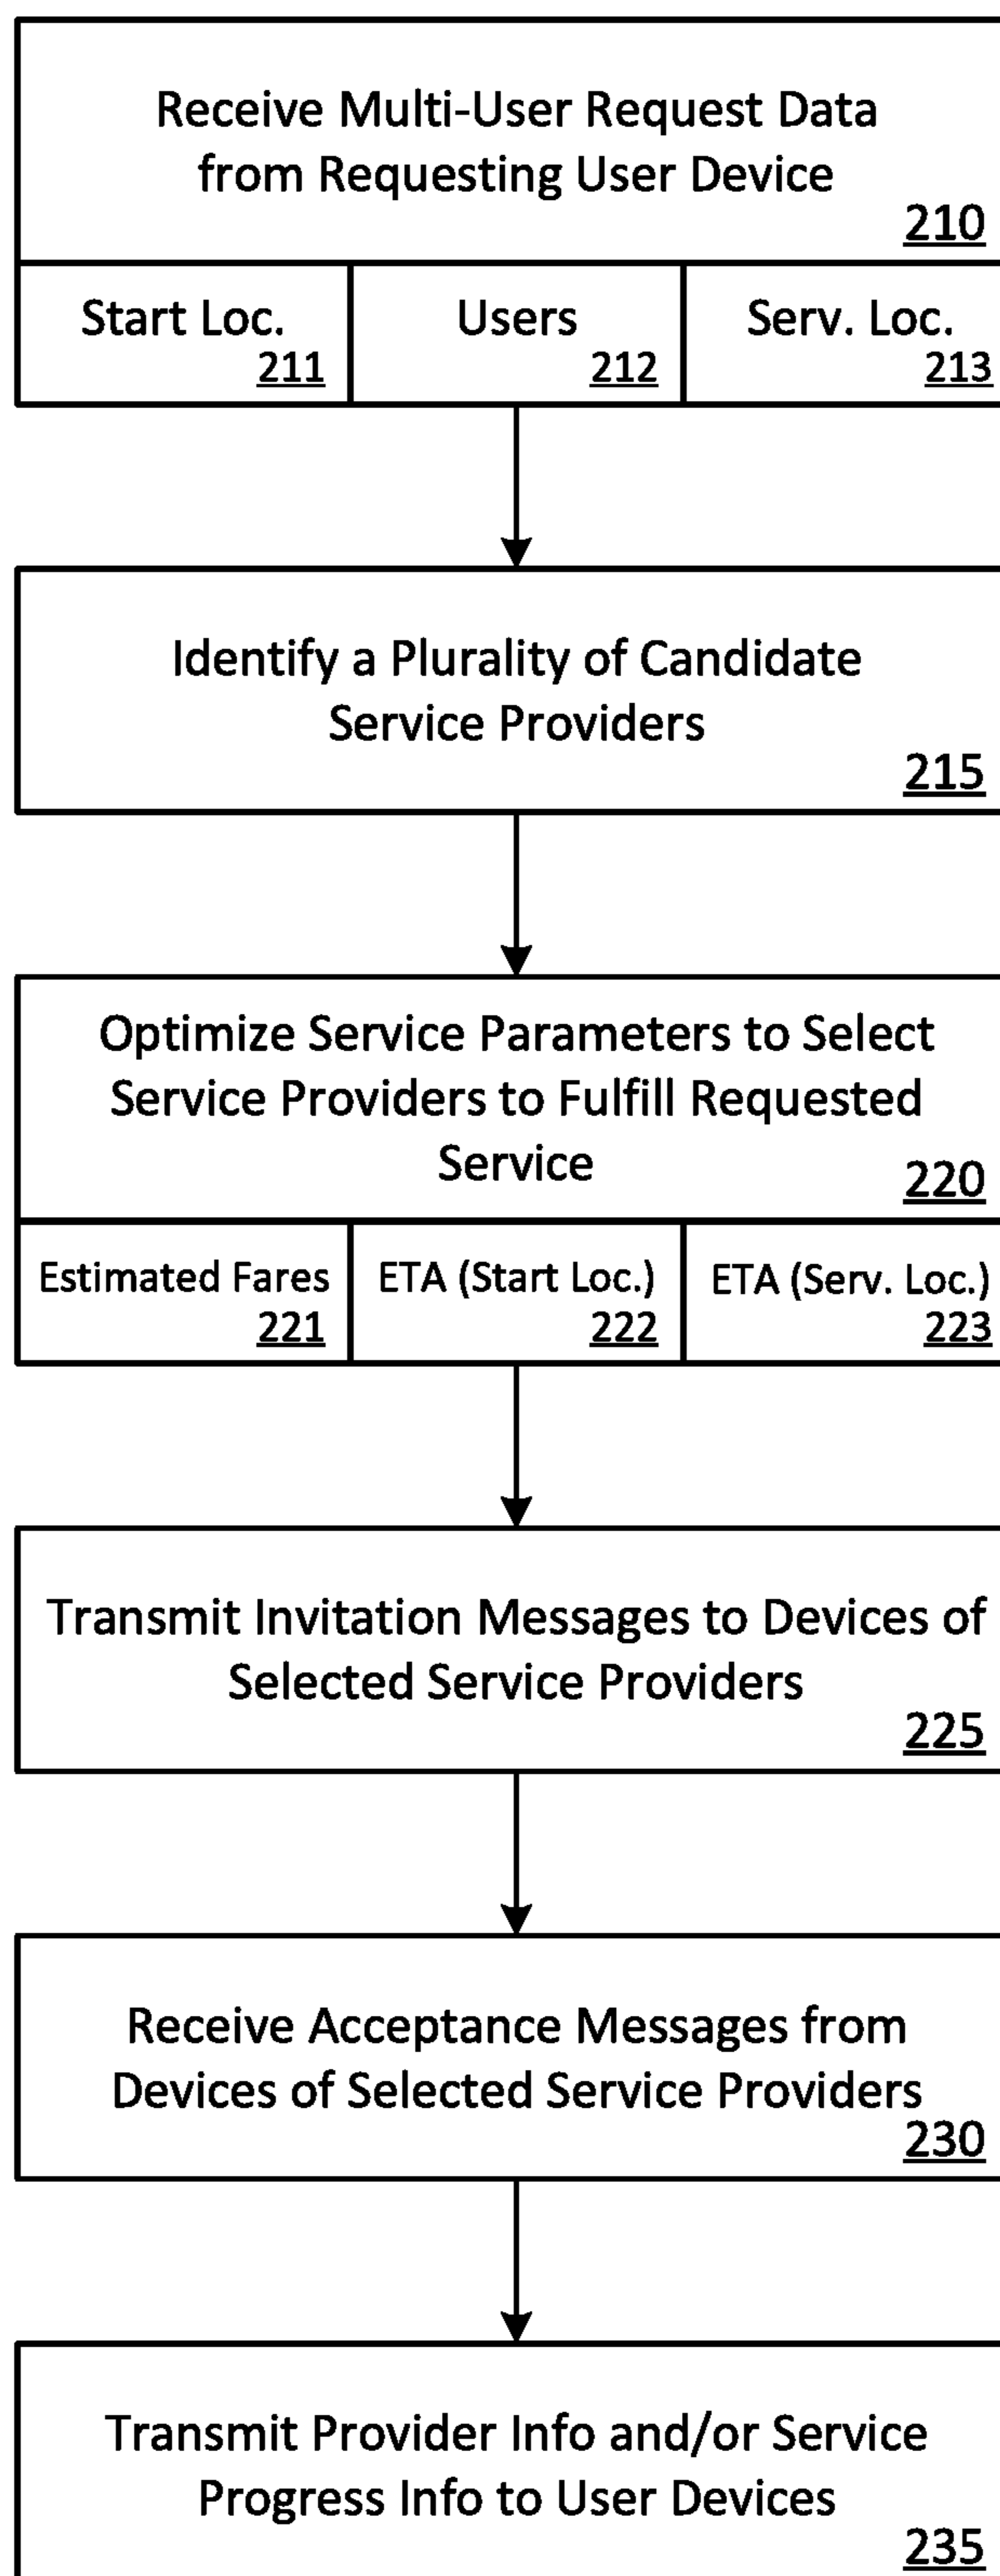 Receive Multi-User Request Data
from Requesting User Device
210
Start Loc.
211
Users
212
Serv. Loc.
213
Identify a Plurality of Candidate
Service Providers
215
Optimize Service Parameters to Select
Service Providers to Fulfill Requested
Service
220
Estimated Fares
221
ETA (Start Loc.)
222
ETA (Serv. Loc.)
223
Transmit Invitation Messages to Devices of
Selected Service Providers
225
Receive Acceptance Messages from
Devices of Selected Service Providers
230
Transmit Provider Info and/or Service
Progress Info to User Devices
235